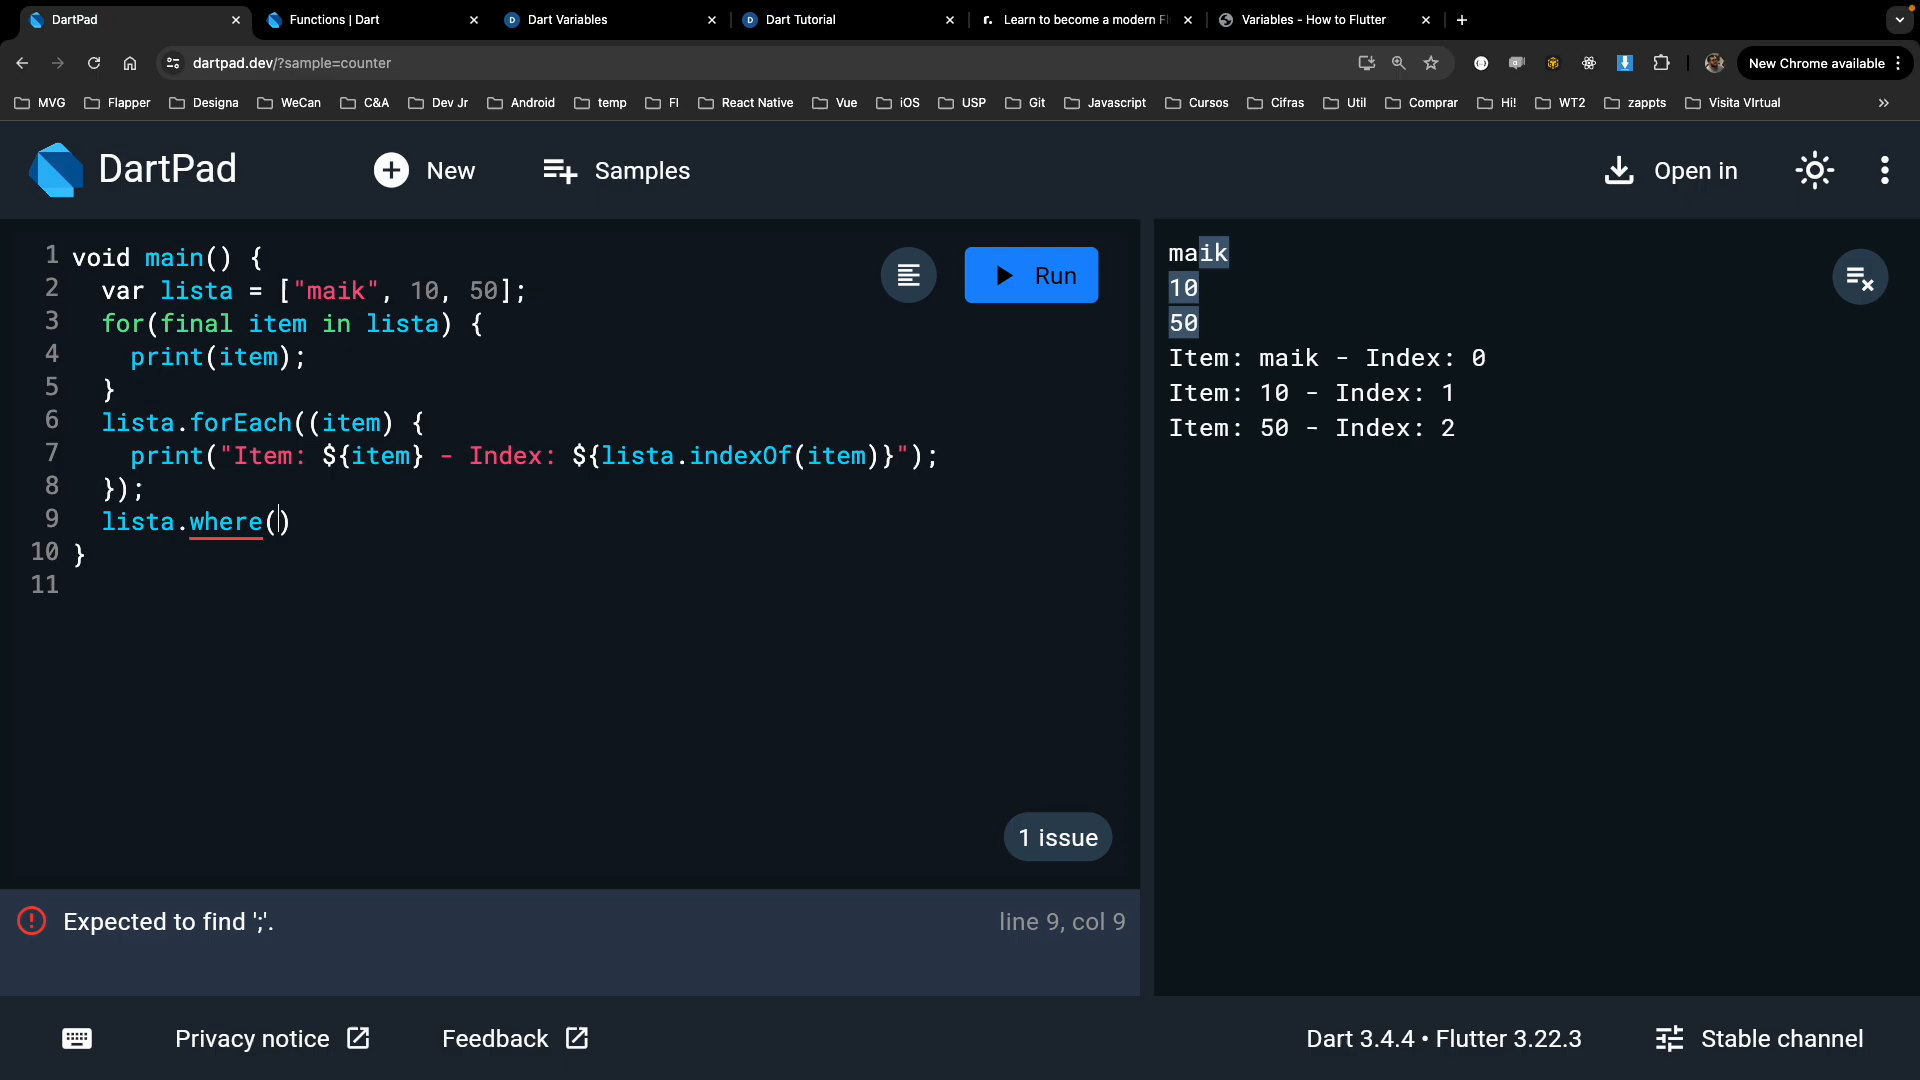 DartPad
Functions | Dart
Dart Variables
Dart Tutorial
Learn to become a modern Fl
Variables - How to Flutter
dartpad.dev/?sample=counter
New Chrome available
MVG
Flapper
Designa
WeCan
C&A
Dev Jr
Android
temp
FI
React Native
Vue
iOS
USP
Git
Javascript
Cursos
Cifras
Util
Comprar
Hi!
WT2
zappts
Visita VIrtual
DartPad
New
Samples
Open in
1 void main() {
2 var lista = ["maik", 10, 50];
3 for(final item in lista) {
4 print(item);
5 }
6 lista.forEach((item) {
7 print("Item: ${item} - Index: ${lista.indexOf(item)}");
8 });
9 lista.where()
10 }
11
Run
1 issue
Expected to find ';'.
line 9, col 9
maik
10
50
Item: maik - Index: 0
Item: 10 - Index: 1
Item: 50 - Index: 2
Privacy notice
Feedback
Dart 3.4.4 • Flutter 3.22.3
Stable channel